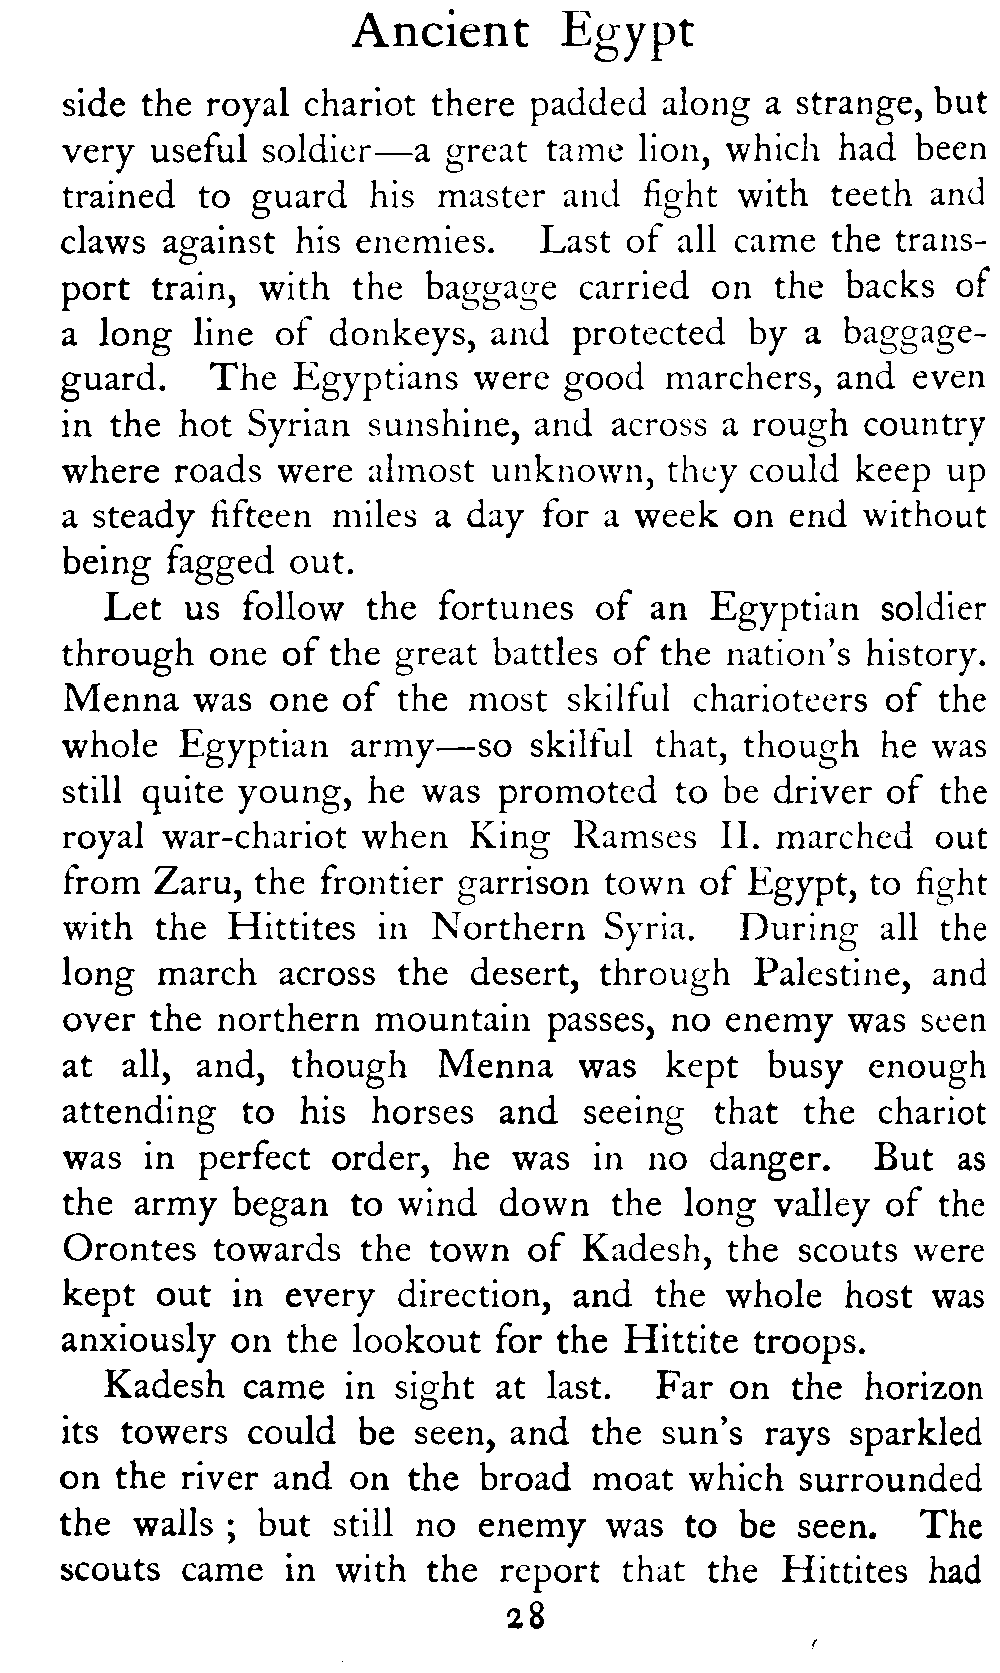 Ancient Egypt
side the royal chariot there padded along a strange, but
very useful soldier—a great tame lion, which had been
trained to guard his master and fight with teeth and
claws against his enemies. Last of all came the trans-
port train, with the baggage carried on the backs of
a long line of donkeys, and protected by a baggage-
guard. The Egyptians were good marchers, and even
in the hot Syrian sunshine, and across a rough country
where roads were almost unknown, they could keep up
a steady fifteen miles a day for a week on end without
being fagged out.
Let us follow the fortunes of an Egyptian soldier
through one of the great battles of the nation's history.
Menna was one of the most skilful charioteers of the
whole Egyptian army—so skilful that, though he was
still quite young, he was promoted to be driver of the
royal war-chariot when King Ramses II. marched out
from Zaru, the frontier garrison town of Egypt, to fight
with the Hittites in Northern Syria. During all the
long march across the desert, through Palestine, and
over the northern mountain passes, no enemy was seen
at all, and, though Menna was kept busy enough
attending to his horses and seeing that the chariot
was in perfect order, he was in no danger. But as
the army began to wind down the long valley of the
Orontes towards the town of Kadesh, the scouts were
kept out in every direction, and the whole host was
anxiously on the lookout for the Hittite troops.
Kadesh came in sight at last. Far on the horizon
its towers could be seen, and the sun's rays sparkled
on the river and on the broad moat which surrounded
the walls ; but still no enemy was to be seen. The
scouts came in with the report that the Hittites had
28